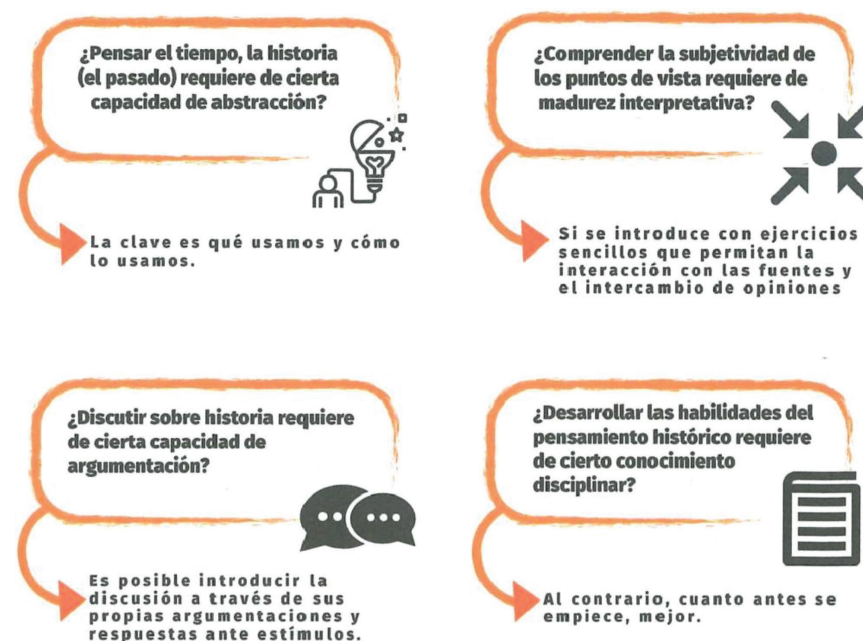 ¿Pensar el tiempo, la historia
(el pasado) requiere de cierta
capacidad de abstracción?
La clave es qué usamos y cómo
lo usamos.
¿Comprender la subjetividad de
los puntos de vista requiere de
madurez interpretativa?
Si se introduce con ejercicios
sencillos que permitan la
interacción con las fuentes y
el intercambio de opiniones
¿Discutir sobre historia requiere
de cierta capacidad de
argumentación?
Es posible introducir la
discusión a través de sus
propias argumentaciones y
respuestas ante estímulos.
¿Desarrollar las habilidades del
pensamiento histórico requiere
de cierto conocimiento
disciplinar?
Al contrario, cuanto antes se
empiece, mejor.